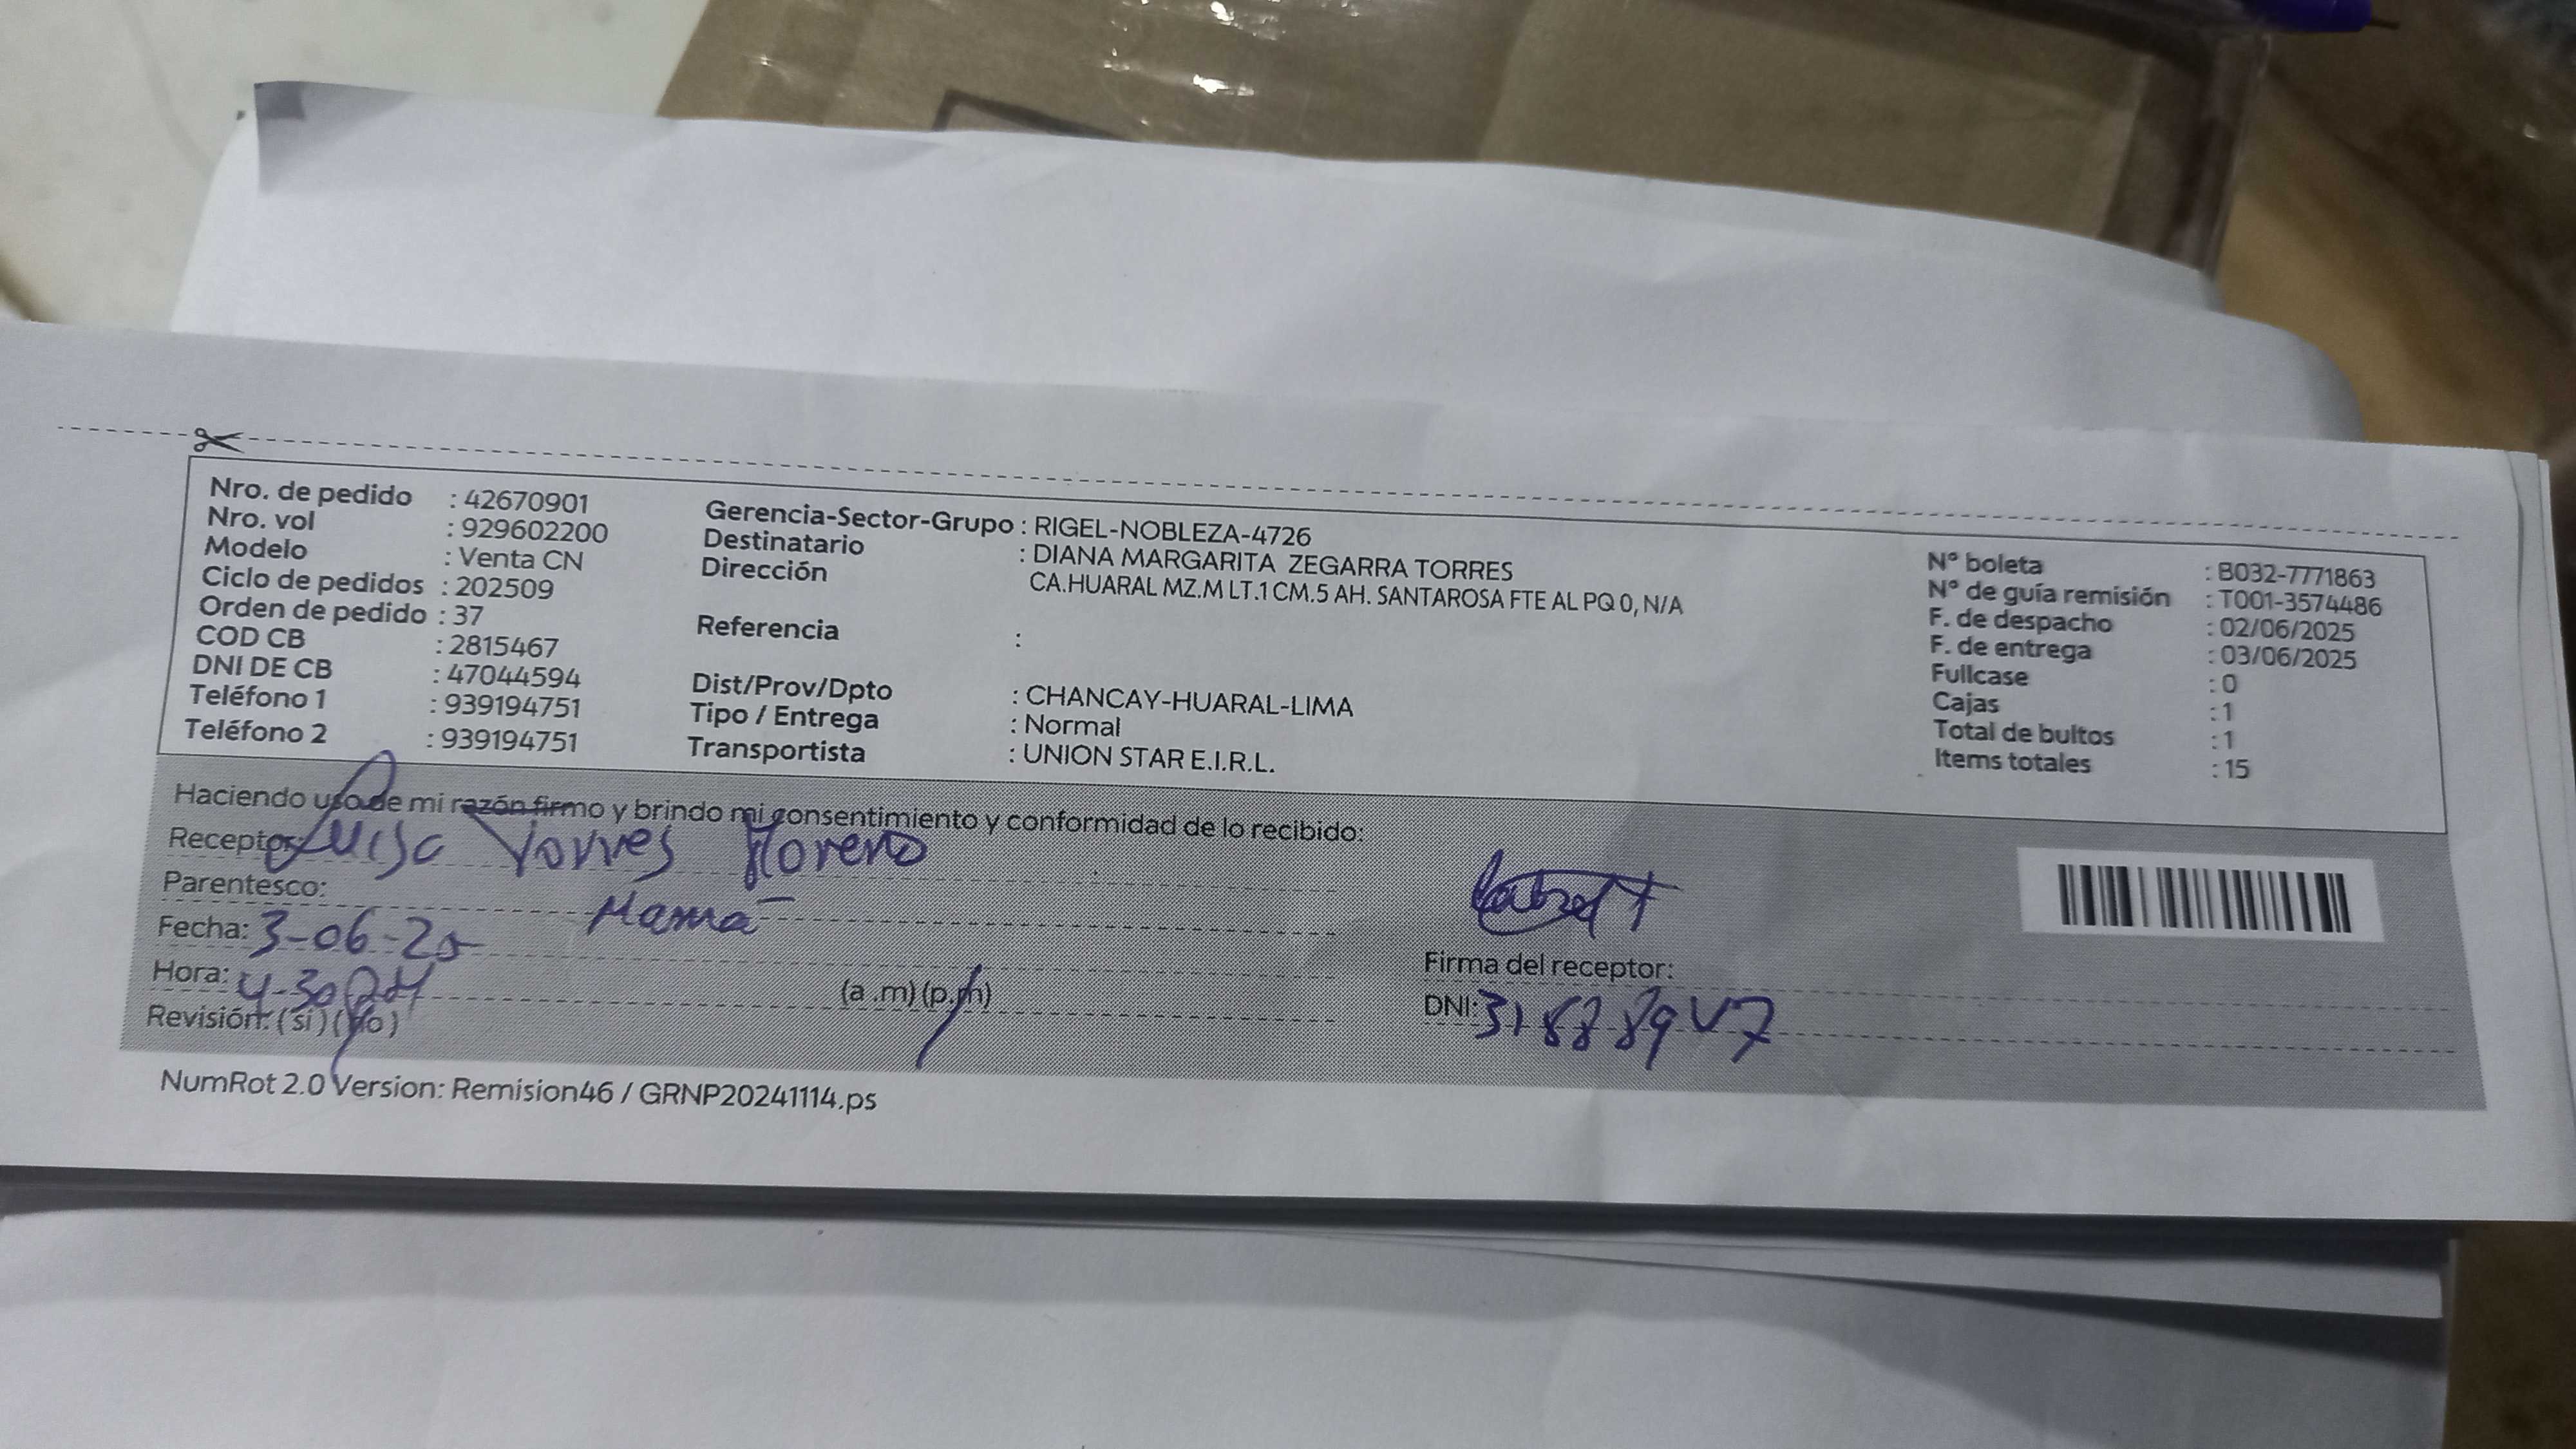 Nro. de pedido : 42670901
Nro. vol : 929602200
Modelo : Venta CN
Ciclo de pedidos : 202509
Orden de pedido : 37
COD CB : 2815467
DNI DE CB : 47044594
Teléfono 1 : 939194751
Teléfono 2 : 939194751
Gerencia-Sector-Grupo : RIGEL-NOBLEZA-4726
Destinatario : DIANA MARGARITA ZEGARRA TORRES
Dirección CA.HUARAL MZ.M LT.1 CM.5 AH. SANTAROSA FTE AL PQ 0, N/A
Referencia :
Dist/Prov/Dpto : CHANCAY-HUARAL-LIMA
Tipo / Entrega : Normal
Transportista : UNION STAR E.I.R.L.
N° boleta : B032-7771863
N° de guía remisión : T001-3574486
F. de despacho : 02/06/2025
F. de entrega : 03/06/2025
Fullcase : 0
Cajas : 1
Total de bultos : 1
Items totales : 15
Haciendo uso de mi razón firmo y brindo mi consentimiento y conformidad de lo recibido:
Receptor: Luisa Torres Moreno
Parentesco: Mamá
Fecha: 3-06-25
Hora: 4-30 PM (a.m) (p.m)
Revisión: (si) (no)
Firma del receptor:
DNI:
NumRot 2.0 Version: Remision46 / GRNP20241114.ps